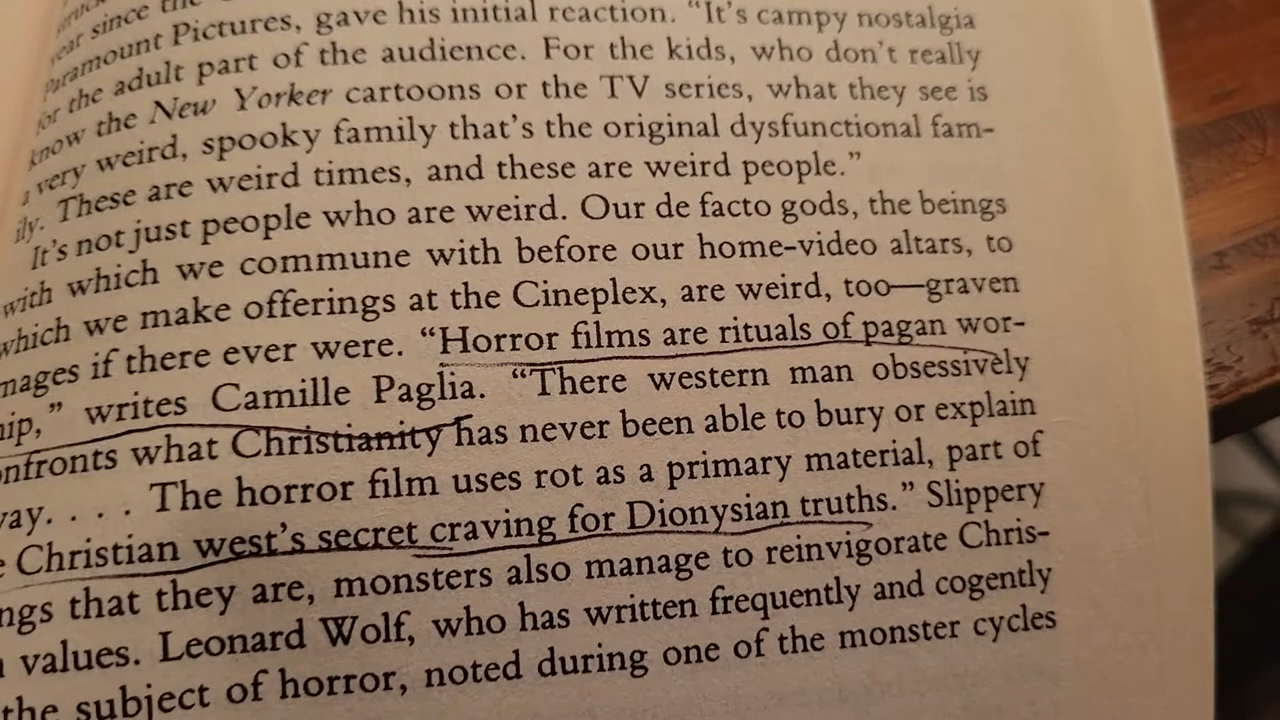 year since the
Paramount Pictures, gave his initial reaction. “It’s campy nostalgia
for the adult part of the audience. For the kids, who don’t really
know the New Yorker cartoons or the TV series, what they see is
a very weird, spooky family that’s the original dysfunctional fam-
ily. These are weird times, and these are weird people.”
It’s not just people who are weird. Our de facto gods, the beings
with which we commune with before our home-video altars, to
which we make offerings at the Cineplex, are weird, too—graven
mages if there ever were. “Horror films are rituals of pagan wor-
hip,” writes Camille Paglia. “There western man obsessively
onfronts what Christianity has never been able to bury or explain
way. . . . The horror film uses rot as a primary material, part of
e Christian west’s secret craving for Dionysian truths.” Slippery
ngs that they are, monsters also manage to reinvigorate Chris-
n values. Leonard Wolf, who has written frequently and cogently
the subject of horror, noted during one of the monster cycles